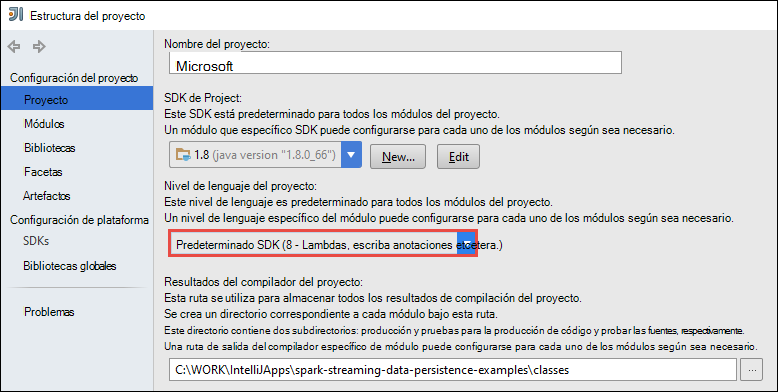 Estructura del proyecto
Configuración del proyecto
Proyecto
Módulos
Bibliotecas
Facetas
Artefactos
Configuración de plataforma
SDKs
Bibliotecas globales
Problemas
Nombre del proyecto:
Microsoft
SDK de Project:
Este SDK está predeterminado para todos los módulos del proyecto.
Un módulo que específico SDK puede configurarse para cada uno de los módulos según sea necesario.
1.8 (java version "1.8.0_66")
New...
Edit
Nivel de lenguaje del proyecto:
Este nivel de lenguaje es predeterminado para todos los módulos del proyecto.
Un nivel de lenguaje específico del módulo puede configurarse para cada uno de los módulos según sea necesario.
Predeterminado SDK (8 - Lambdas, escriba anotaciones etcétera.)
Resultados del compilador del proyecto:
Esta ruta se utiliza para almacenar todos los resultados de compilación del proyecto.
Se crea un directorio correspondiente a cada módulo bajo esta ruta.
Este directorio contiene dos subdirectorios: producción y pruebas para la producción de código y probar las fuentes, respectivamente.
Una ruta de salida del compilador específico de módulo puede configurarse para cada uno de los módulos según sea necesario.
C:\WORK\IntelliJApps\spark-streaming-data-persistence-examples\classes
...